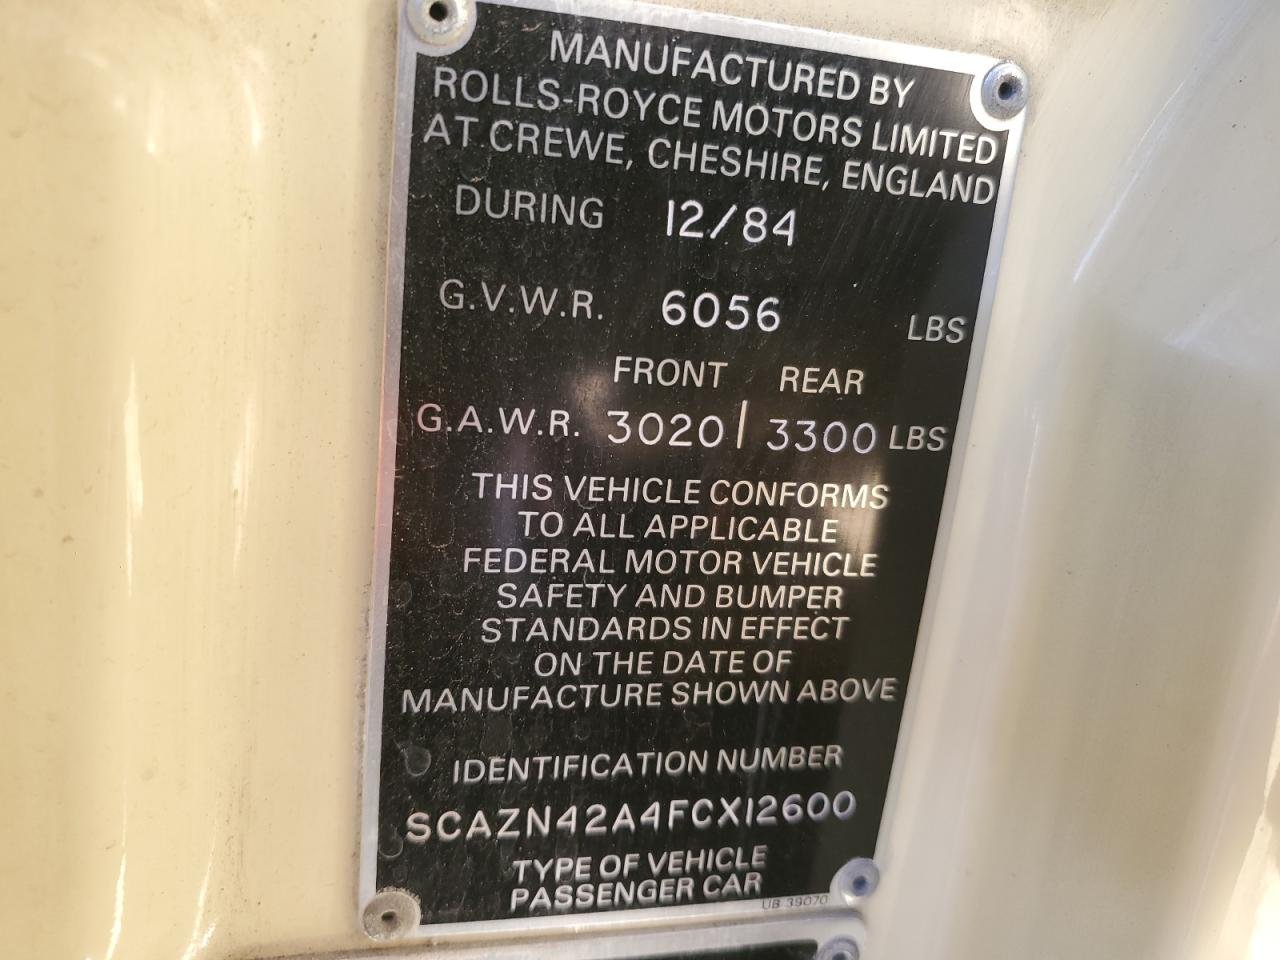 MANUFACTURED BY
ROLLS-ROYCE MOTORS LIMITED
AT CREWE, CHESHIRE, ENGLAND
DURING 12/84
G.V.W.R. 6056 LBS
FRONT REAR
G.A.W.R. 3020 | 3300 LBS
THIS VEHICLE CONFORMS
TO ALL APPLICABLE
FEDERAL MOTOR VEHICLE
SAFETY AND BUMPER
STANDARDS IN EFFECT
ON THE DATE OF
MANUFACTURE SHOWN ABOVE
IDENTIFICATION NUMBER
SCAZN42A4FCX12600
TYPE OF VEHICLE
PASSENGER CAR
UB 39070